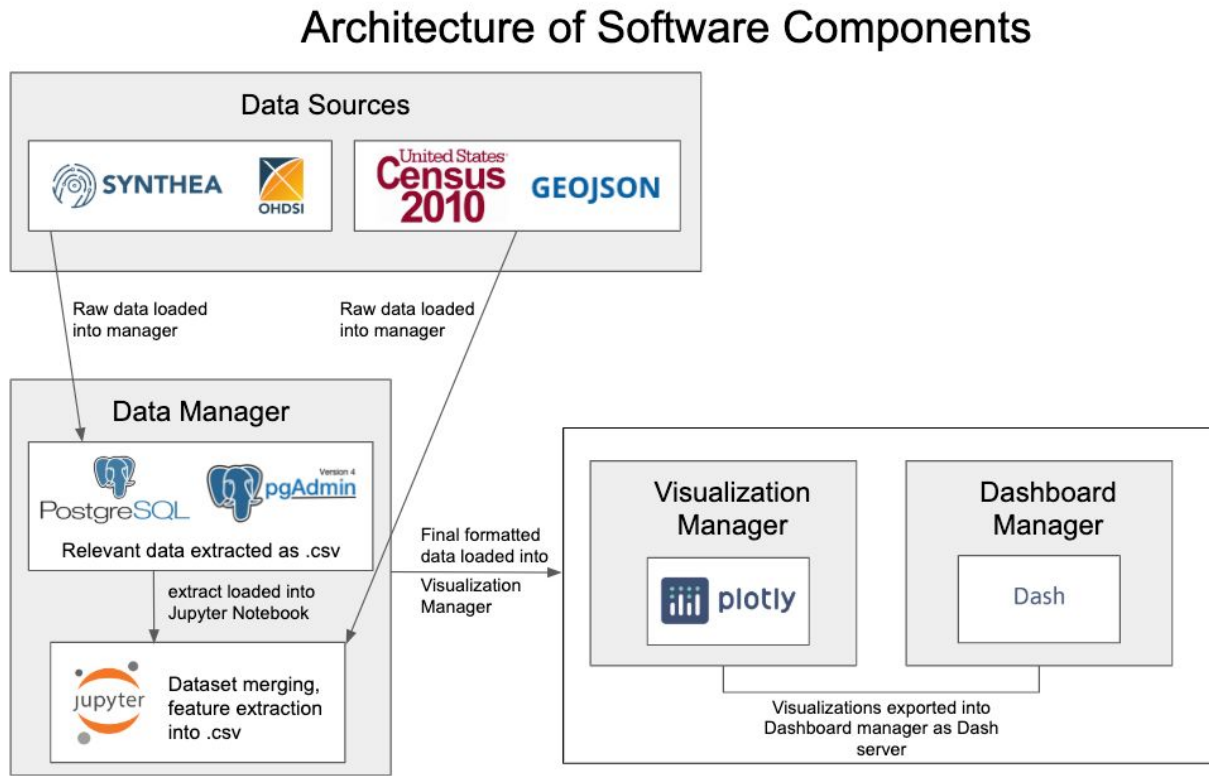 Architecture of Software Components
Data Sources
SYNTHEA
OHDSI
United States
Census
2010
GEOJSON
Raw data loaded
into manager
Raw data loaded
into manager
Data Manager
PostgreSQL
Version 4
pgAdmin
Relevant data extracted as .csv
extract loaded into
Jupyter Notebook
jupyter
Dataset merging,
feature extraction
into .csv
Final formatted
data loaded into
Visualization
Manager
Visualization
Manager
plotly
Dashboard
Manager
Dash
Visualizations exported into
Dashboard manager as Dash
server